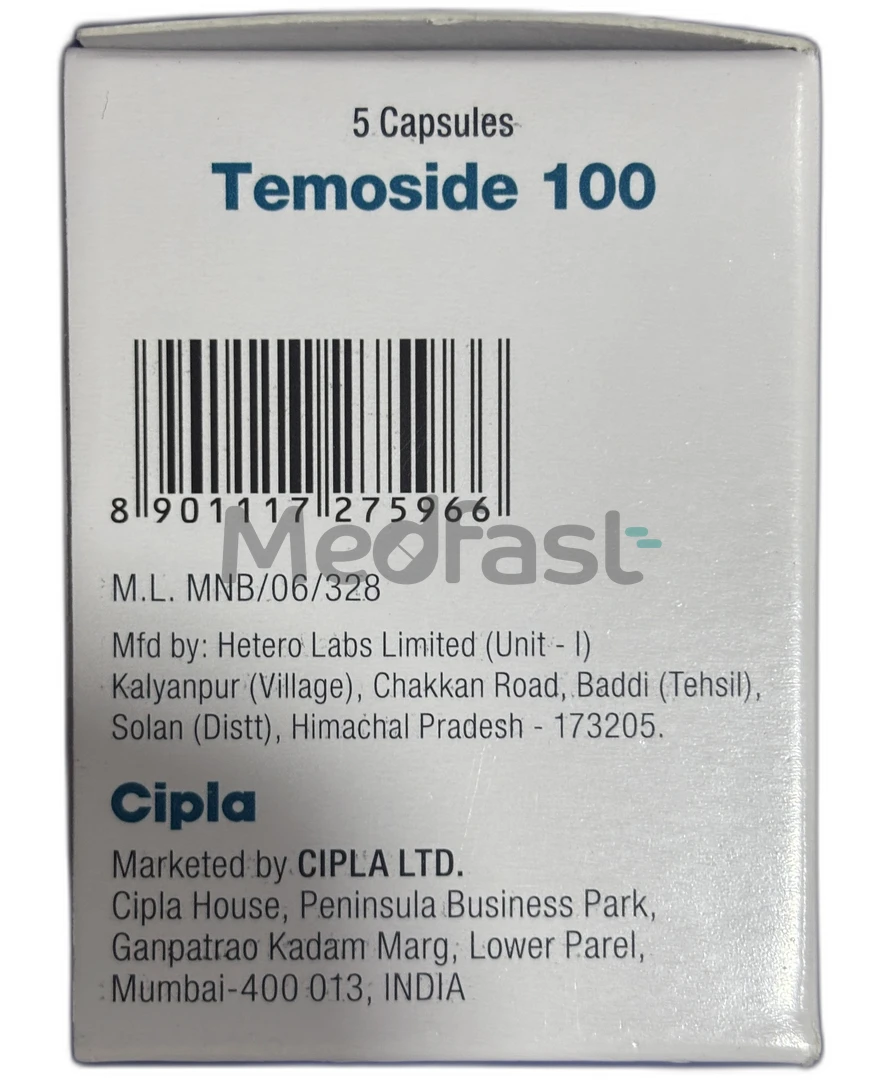 5 Capsules
Temoside 100
8 901117 275966
Medfast
M.L. MNB/06/328
Mfd by: Hetero Labs Limited (Unit - I)
Kalyanpur (Village), Chakkan Road, Baddi (Tehsil),
Solan (Distt), Himachal Pradesh - 173205.
Cipla
Marketed by CIPLA LTD.
Cipla House, Peninsula Business Park,
Ganpatrao Kadam Marg, Lower Parel,
Mumbai-400 013, INDIA